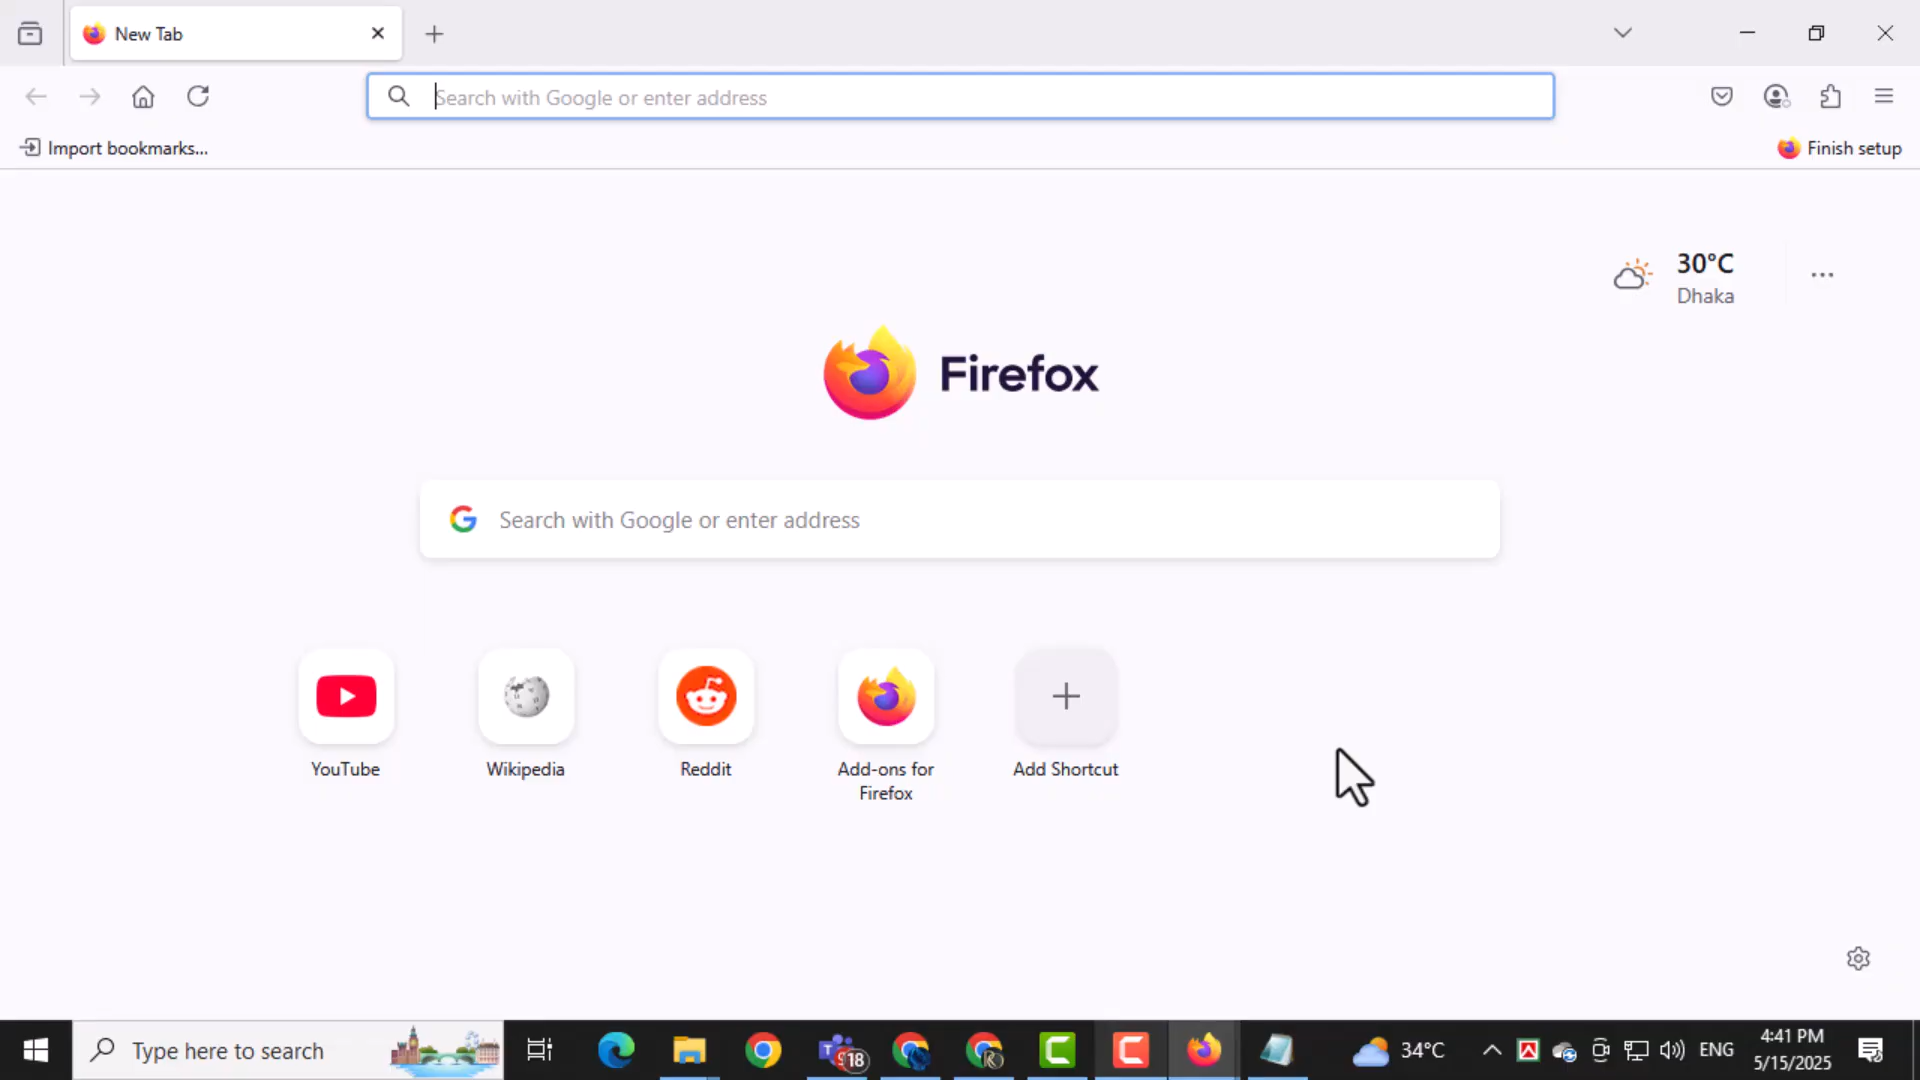 New Tab
Search with Google or enter address
Import bookmarks...
Finish setup
30°C
Dhaka
Firefox
Search with Google or enter address
YouTube
Wikipedia
Reddit
Add-ons for
Firefox
Add Shortcut
Type here to search
18
34°C
ENG
4:41 PM
5/15/2025